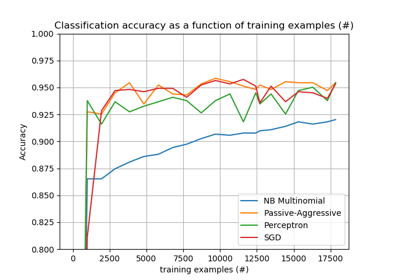 Classification accuracy as a function of training examples (#)
1.000
0.975
0.950
0.925
0.900
0.875
0.850
0.825
0.800
Accuracy
0
2500
5000
7500
10000
12500
15000
17500
training examples (#)
NB Multinomial
Passive-Aggressive
Perceptron
SGD